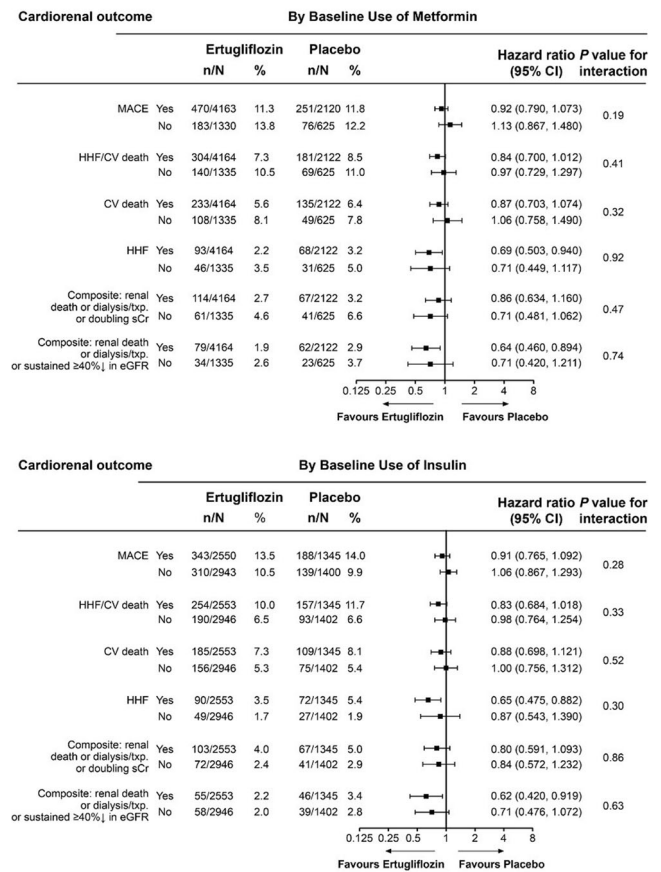 Cardiorenal outcome By Baseline Use of Metformin
Ertugliflozin Placebo Hazard ratio P value for
n/N % n/N % (95% CI) interaction
MACE Yes 470/4163 11.3 251/2120 11.8 0.92 (0.790, 1.073) 0.19
No 183/1330 13.8 76/625 12.2 1.13 (0.867, 1.480)
HHF/CV death Yes 304/4164 7.3 181/2122 8.5 0.84 (0.700, 1.012) 0.41
No 140/1335 10.5 69/625 11.0 0.97 (0.729, 1.297)
CV death Yes 233/4164 5.6 135/2122 6.4 0.87 (0.703, 1.074) 0.32
No 108/1335 8.1 49/625 7.8 1.06 (0.758, 1.490)
HHF Yes 93/4164 2.2 68/2122 3.2 0.69 (0.503, 0.940) 0.92
No 46/1335 3.5 31/625 5.0 0.71 (0.449, 1.117)
Composite: renal
death or dialysis/txp.
or doubling sCr
Yes 114/4164 2.7 67/2122 3.2 0.86 (0.634, 1.160) 0.47
No 61/1335 4.6 41/625 6.6 0.71 (0.481, 1.062)
Composite: renal death
or dialysis/txp.
or sustained ≥40%↓ in eGFR
Yes 79/4164 1.9 62/2122 2.9 0.64 (0.460, 0.894) 0.74
No 34/1335 2.6 23/625 3.7 0.71 (0.420, 1.211)
0.125 0.25 0.5 1 2 4 8
Favours Ertugliflozin Favours Placebo
Cardiorenal outcome By Baseline Use of Insulin
Ertugliflozin Placebo Hazard ratio P value for
n/N % n/N % (95% CI) interaction
MACE Yes 343/2550 13.5 188/1345 14.0 0.91 (0.765, 1.092) 0.28
No 310/2943 10.5 139/1400 9.9 1.06 (0.867, 1.293)
HHF/CV death Yes 254/2553 10.0 157/1345 11.7 0.83 (0.684, 1.018) 0.33
No 190/2946 6.5 93/1402 6.6 0.98 (0.764, 1.254)
CV death Yes 185/2553 7.3 109/1345 8.1 0.88 (0.698, 1.121) 0.52
No 156/2946 5.3 75/1402 5.4 1.00 (0.756, 1.312)
HHF Yes 90/2553 3.5 72/1345 5.4 0.65 (0.475, 0.882) 0.30
No 49/2946 1.7 27/1402 1.9 0.87 (0.543, 1.390)
Composite: renal
death or dialysis/txp.
or doubling sCr
Yes 103/2553 4.0 67/1345 5.0 0.80 (0.591, 1.093) 0.86
No 72/2946 2.4 41/1402 2.9 0.84 (0.572, 1.232)
Composite: renal death
or dialysis/txp.
or sustained ≥40%↓ in eGFR
Yes 55/2553 2.2 46/1345 3.4 0.62 (0.420, 0.919) 0.63
No 58/2946 2.0 39/1402 2.8 0.71 (0.476, 1.072)
0.125 0.25 0.5 1 2 4 8
Favours Ertugliflozin Favours Placebo